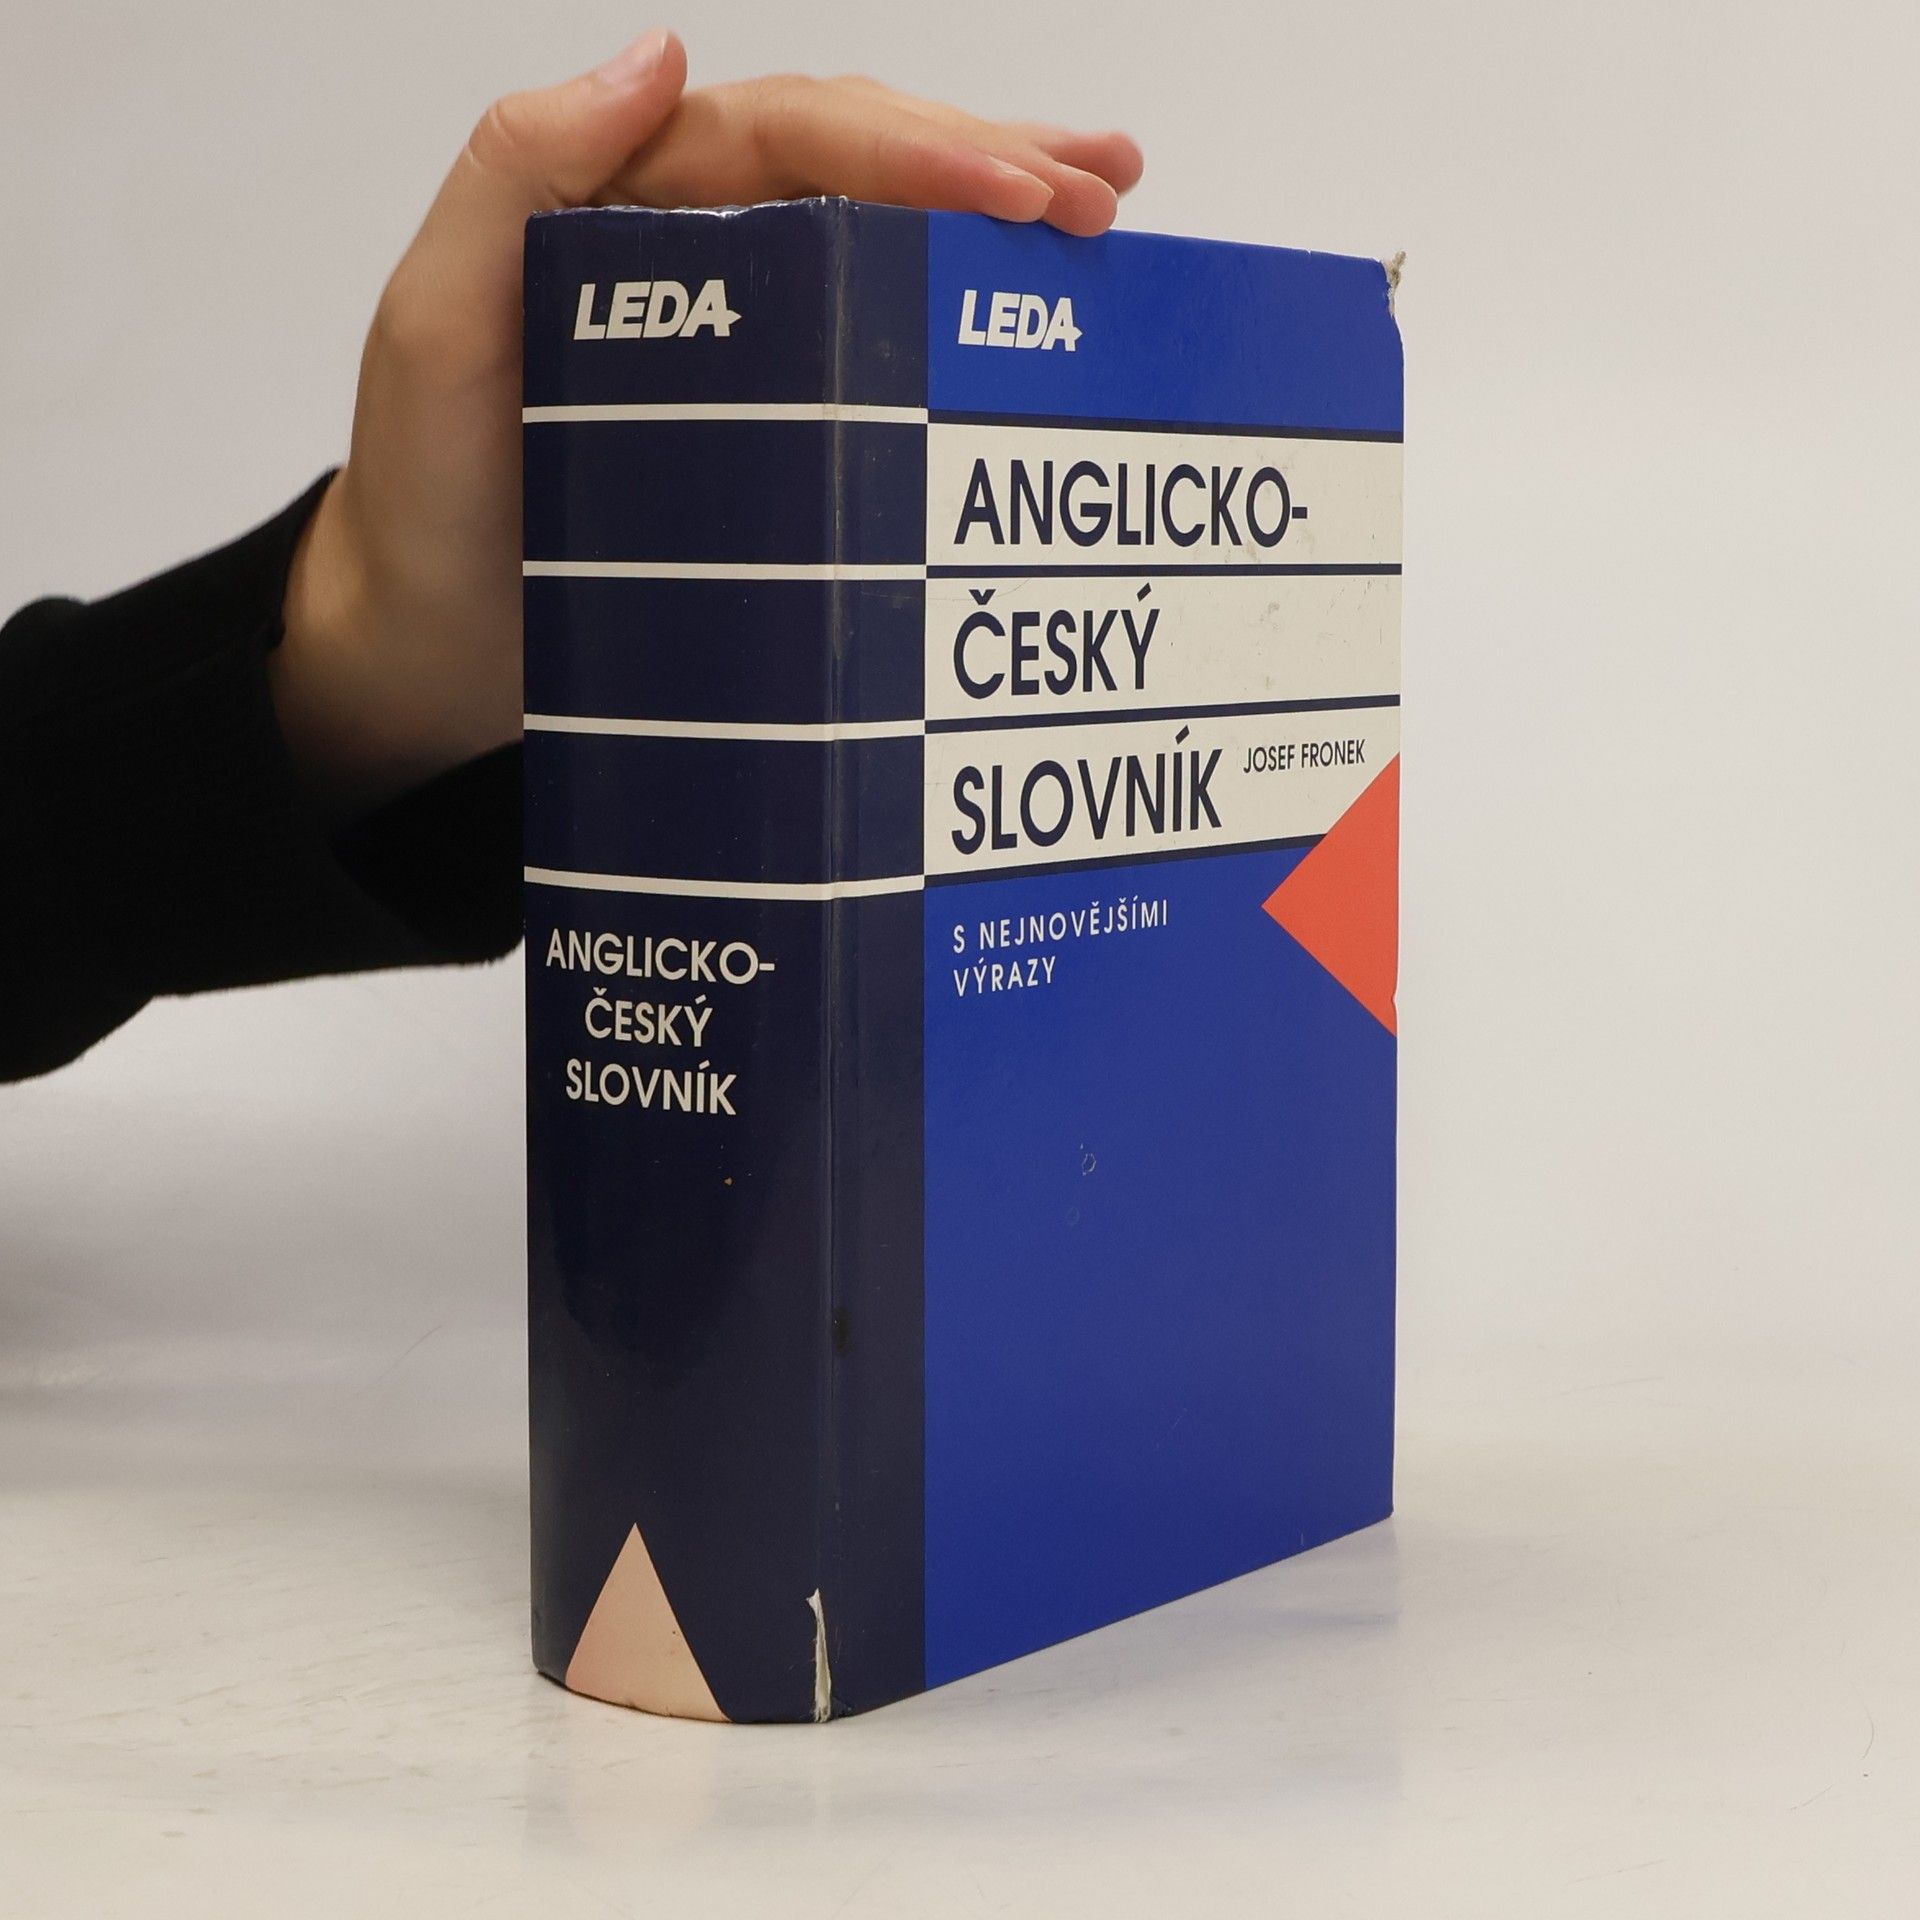 LEDA
ANGLICKO-
ČESKÝ
SLOVNÍK
LEDA
ANGLICKO-
ČESKÝ
SLOVNÍK
JOSEF FRONEK
S NEJNOVĚJŠÍMI
VÝRAZY